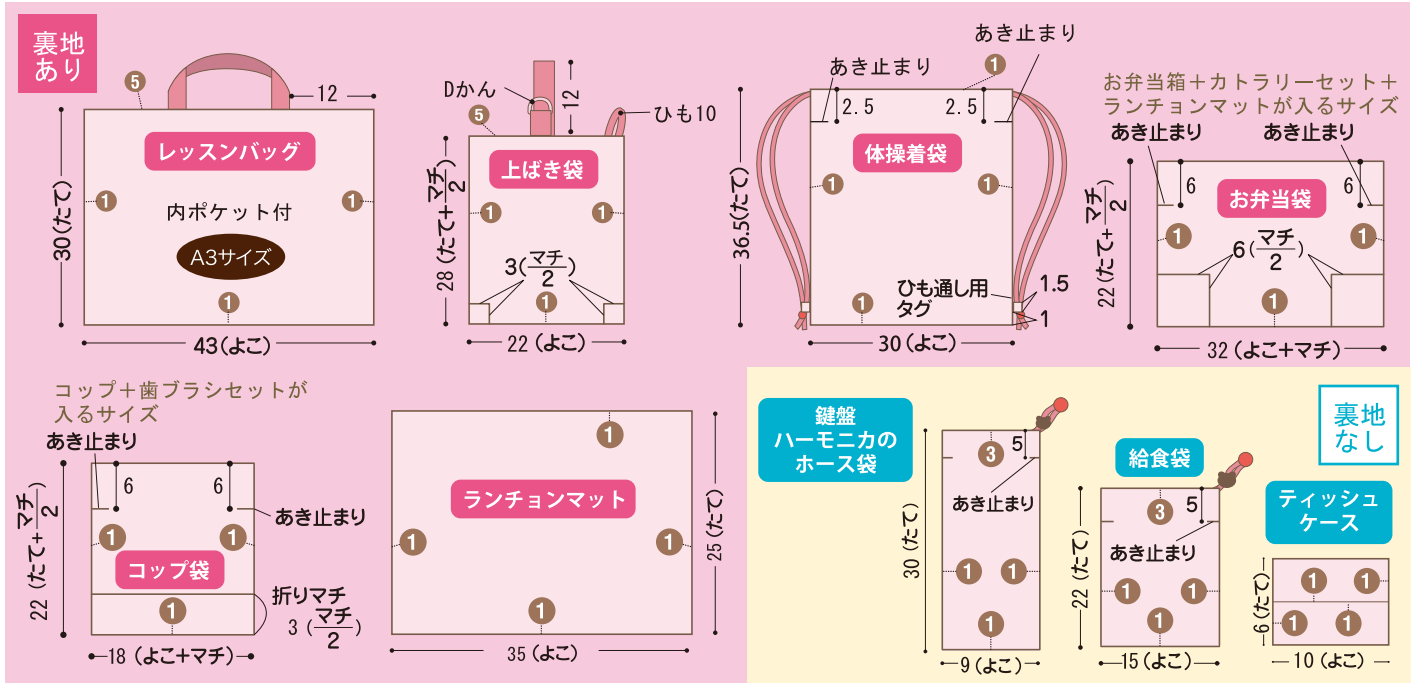 裏地
あり
5
12
30(たて)
レッスンバッグ
1
1
内ポケット付
A3サイズ
1
43(よこ)
Dかん
12
5
ひも10
上ばき袋
28(たて+マチ/2)
1
1
3(マチ/2)
1
22(よこ)
あき止まり
あき止まり
1
2.5
2.5
体操着袋
36.5(たて)
1
1
ひも通し用
タグ
1.5
1
1
30(よこ)
お弁当箱+カトラリーセット+
ランチョンマットが入るサイズ
あき止まり
あき止まり
6
6
お弁当袋
22(たて+マチ/2)
1
1
6(マチ/2)
1
32(よこ+マチ)
コップ+歯ブラシセットが
入るサイズ
あき止まり
6
6
あき止まり
22(たて+マチ/2)
1
1
コップ袋
1
折りマチ
3(マチ/2)
18(よこ+マチ)
1
ランチョンマット
1
1
25(たて)
1
35(よこ)
裏地
なし
鍵盤
ハーモニカの
ホース袋
3
5
あき止まり
30(たて)
1
1
1
9(よこ)
給食袋
3
5
あき止まり
22(たて)
1
1
1
15(よこ)
ティッシュ
ケース
6(たて)
1
1
1
1
10(よこ)